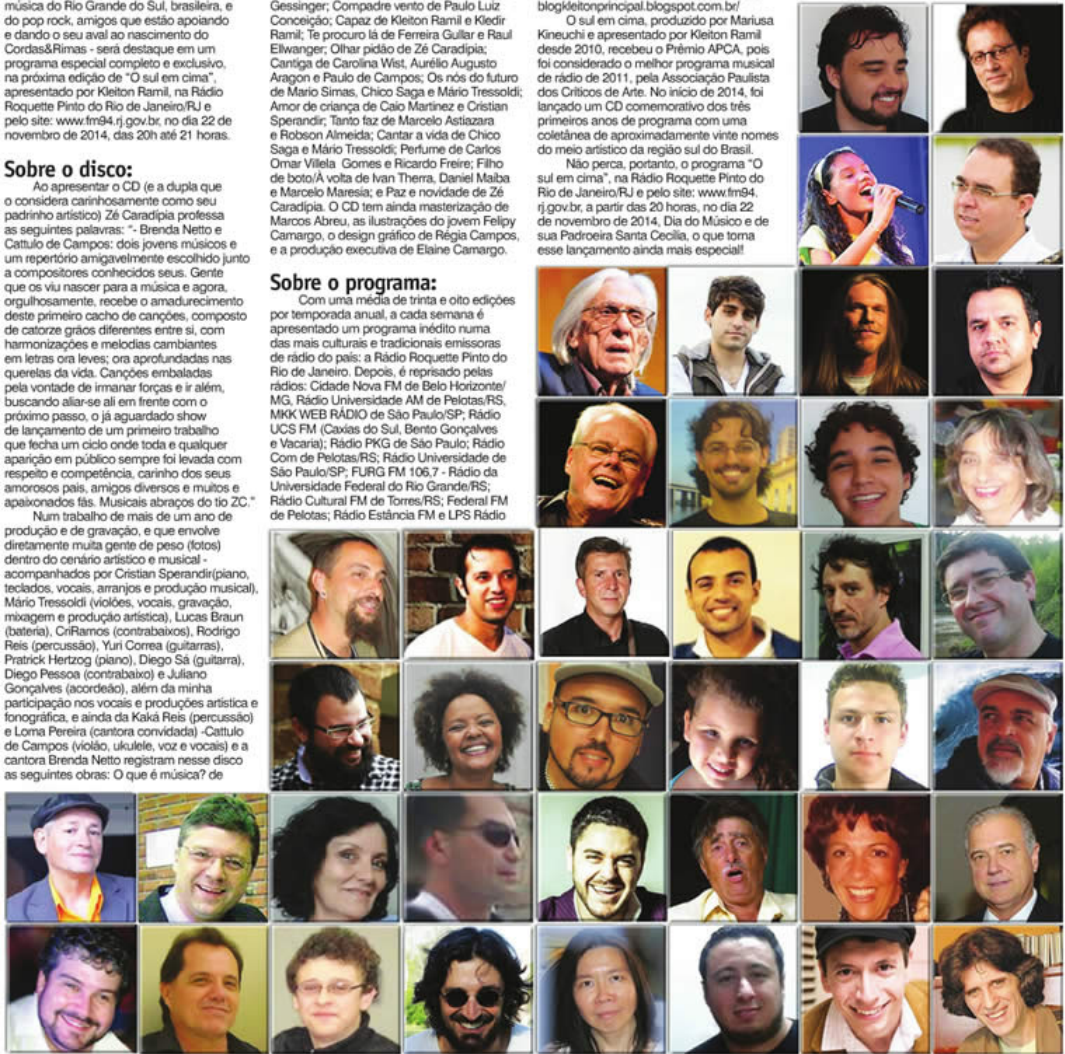 música do Rio Grande do Sul, brasileira, e
do pop rock, amigos que estão apoiando
e dando o seu aval ao nascimento do
Cordas&Rimas - será destaque em um
programa especial completo e exclusivo,
na próxima edição de "O sul em cima",
apresentado por Kleiton Ramil, na Rádio
Roquette Pinto do Rio de Janeiro/RJ e
pelo site: www.fm94.rj.gov.br, no dia 22 de
novembro de 2014, das 20h até 21 horas.
Sobre o disco:
Ao apresentar o CD (e a dupla que
o considera carinhosamente como seu
padrinho artístico) Zé Caradípia professa
as seguintes palavras: "- Brenda Netto e
Cattulo de Campos: dois jovens músicos e
um repertório amigavelmente escolhido junto
a compositores conhecidos seus. Gente
que os viu nascer para a música e agora,
orgulhosamente, recebe o amadurecimento
deste primeiro cacho de canções, composto
de catorze grãos diferentes entre si, com
harmonizações e melodias cambiantes
em letras ora leves; ora aprofundadas nas
querelas da vida. Canções embaladas
pela vontade de irmanar forças e ir além,
buscando aliar-se ali em frente com o
próximo passo, o já aguardado show
de lançamento de um primeiro trabalho
que fecha um ciclo onde toda e qualquer
aparição em público sempre foi levada com
respeito e competência, carinho dos seus
amorosos pais, amigos diversos e muitos e
apaixonados fãs. Musicais abraços do tio ZC."
Num trabalho de mais de um ano de
produção e de gravação, e que envolve
diretamente muita gente de peso (fotos)
dentro do cenário artístico e musical -
acompanhados por Cristian Sperandir(piano,
teclados, vocais, arranjos e produção musical),
Mário Tressoldi (violões, vocais, gravação,
mixagem e produção artística), Lucas Braun
(bateria), CriRamos (contrabaixos), Rodrigo
Reis (percussão), Yuri Correa (guitarras),
Pratrick Hertzog (piano), Diego Sá (guitarra),
Diego Pessoa (contrabaixo) e Juliano
Gonçalves (acordeão), além da minha
participação nos vocais e produções artística e
fonográfica, e ainda da Kaká Reis (percussão)
e Lorna Pereira (cantora convidada) -Cattulo
de Campos (violão, ukulele, voz e vocais) e a
cantora Brenda Netto registram nesse disco
as seguintes obras: O que é música? de
Gessinger; Compadre vento de Paulo Luiz
Conceição; Capaz de Kleiton Ramil e Kledir
Ramil; Te procuro lá de Ferreira Gullar e Raul
Ellwanger; Olhar pidão de Zé Caradípia;
Cantiga de Carolina Wist, Aurélio Augusto
Aragon e Paulo de Campos; Os nós do futuro
de Mario Simas, Chico Saga e Mário Tressoldi;
Amor de criança de Caio Martinez e Cristian
Sperandir; Tanto faz de Marcelo Astiazara
e Robson Almeida; Cantar a vida de Chico
Saga e Mário Tressoldi; Perfume de Carlos
Omar Villela Gomes e Ricardo Freire; Filho
de boto/À volta de Ivan Therra, Daniel Maíba
e Marcelo Maresia; e Paz e novidade de Zé
Caradípia. O CD tem ainda masterização de
Marcos Abreu, as ilustrações do jovem Felipy
Camargo, o design gráfico de Régia Campos,
e a produção executiva de Elaine Camargo.
Sobre o programa:
Com uma média de trinta e oito edições
por temporada anual, a cada semana é
apresentado um programa inédito numa
das mais culturais e tradicionais emissoras
de rádio do país: a Rádio Roquette Pinto do
Rio de Janeiro. Depois, é reprisado pelas
rádios: Cidade Nova FM de Belo Horizonte/
MG, Rádio Universidade AM de Pelotas/RS,
MKK WEB RÁDIO de São Paulo/SP; Rádio
UCS FM (Caxias do Sul, Bento Gonçalves
e Vacaria); Rádio PKG de São Paulo; Rádio
Com de Pelotas/RS; Rádio Universidade de
São Paulo/SP; FURG FM 106,7 - Rádio da
Universidade Federal do Rio Grande/RS;
Rádio Cultural FM de Torres/RS; Federal FM
de Pelotas; Rádio Estância FM e LPS Rádio
blogkleitonprincipal.blogspot.com.br/
O sul em cima, produzido por Mariusa
Kineuchi e apresentado por Kleiton Ramil
desde 2010, recebeu o Prêmio APCA, pois
foi considerado o melhor programa musical
de rádio de 2011, pela Associação Paulista
dos Críticos de Arte. No início de 2014, foi
lançado um CD comemorativo dos três
primeiros anos de programa com uma
coletânea de aproximadamente vinte nomes
do meio artístico da região sul do Brasil.
Não perca, portanto, o programa "O
sul em cima", na Rádio Roquette Pinto do
Rio de Janeiro/RJ e pelo site: www.fm94.
rj.gov.br, a partir das 20 horas, no dia 22
de novembro de 2014, Dia do Músico e de
sua Padroeira Santa Cecília, o que torna
esse lançamento ainda mais especial!